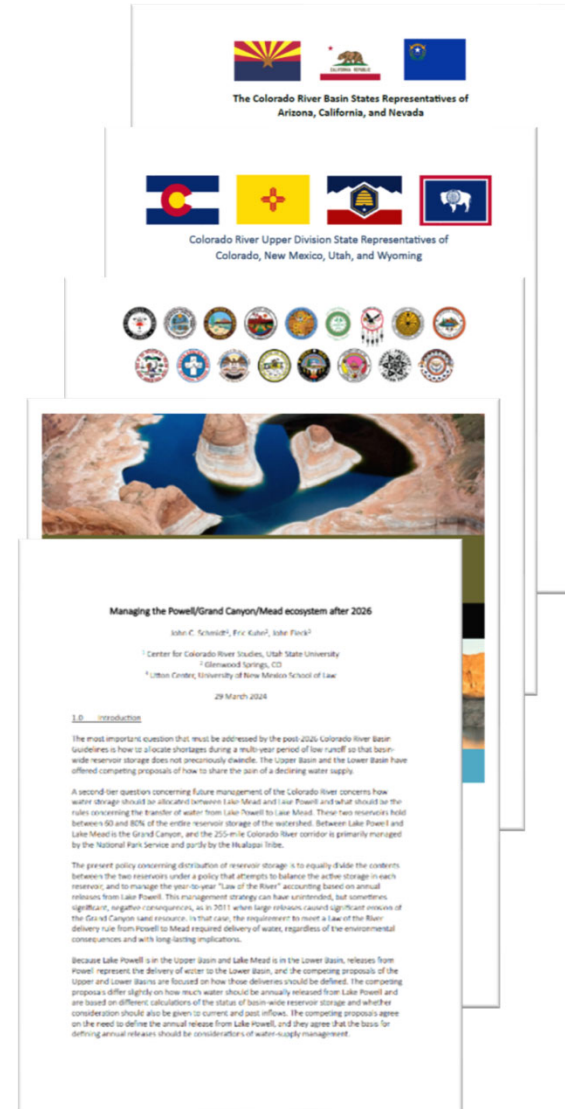 CALIFORNIA REPUBLIC
The Colorado River Basin States Representatives of
Arizona, California, and Nevada
Colorado River Upper Division State Representatives of
Colorado, New Mexico, Utah, and Wyoming
Managing the Powell/Grand Canyon/Mead ecosystem after 2026
John C. Schmidt¹, Eric Kuhn², John Fleck³
¹ Center for Colorado River Studies, Utah State University
² Glenwood Springs, CO
³ Utton Center, University of New Mexico School of Law
29 March 2024
1.0 Introduction
The most important question that must be addressed by the post-2026 Colorado River Basin
Guidelines is how to allocate shortages during a multi-year period of low runoff so that basin-
wide reservoir storage does not precariously dwindle. The Upper Basin and the Lower Basin have
offered competing proposals of how to share the pain of a declining water supply.
A second-tier question concerning future management of the Colorado River concerns how
water storage should be allocated between Lake Mead and Lake Powell and what should be the
rules concerning the transfer of water from Lake Powell to Lake Mead. These two reservoirs hold
between 60 and 80% of the entire reservoir storage of the watershed. Between Lake Powell and
Lake Mead is the Grand Canyon, and the 255-mile Colorado River corridor is primarily managed
by the National Park Service and partly by the Hualapai Tribe.
The present policy concerning distribution of reservoir storage is to equally divide the contents
between the two reservoirs under a policy that attempts to balance the active storage in each
reservoir, and to manage the year-to-year “Law of the River” accounting based on annual
releases from Lake Powell. This management strategy can have unintended, but sometimes
significant, negative consequences, as in 2011 when large releases caused significant erosion of
the Grand Canyon sand resource. In that case, the requirement to meet a Law of the River
delivery rule from Powell to Mead required delivery of water, regardless of the environmental
consequences and with long-lasting implications.
Because Lake Powell is in the Upper Basin and Lake Mead is in the Lower Basin, releases from
Powell represent the delivery of water to the Lower Basin, and the competing proposals of the
Upper and Lower Basins are focused on how those deliveries should be defined. The competing
proposals differ slightly on how much water should be annually released from Lake Powell and
are based on different calculations of the status of basin-wide reservoir storage and whether
consideration should also be given to current and past inflows. The competing proposals agree
on the need to define the annual release from Lake Powell, and they agree that the basis for
defining annual releases should be considerations of water-supply management.